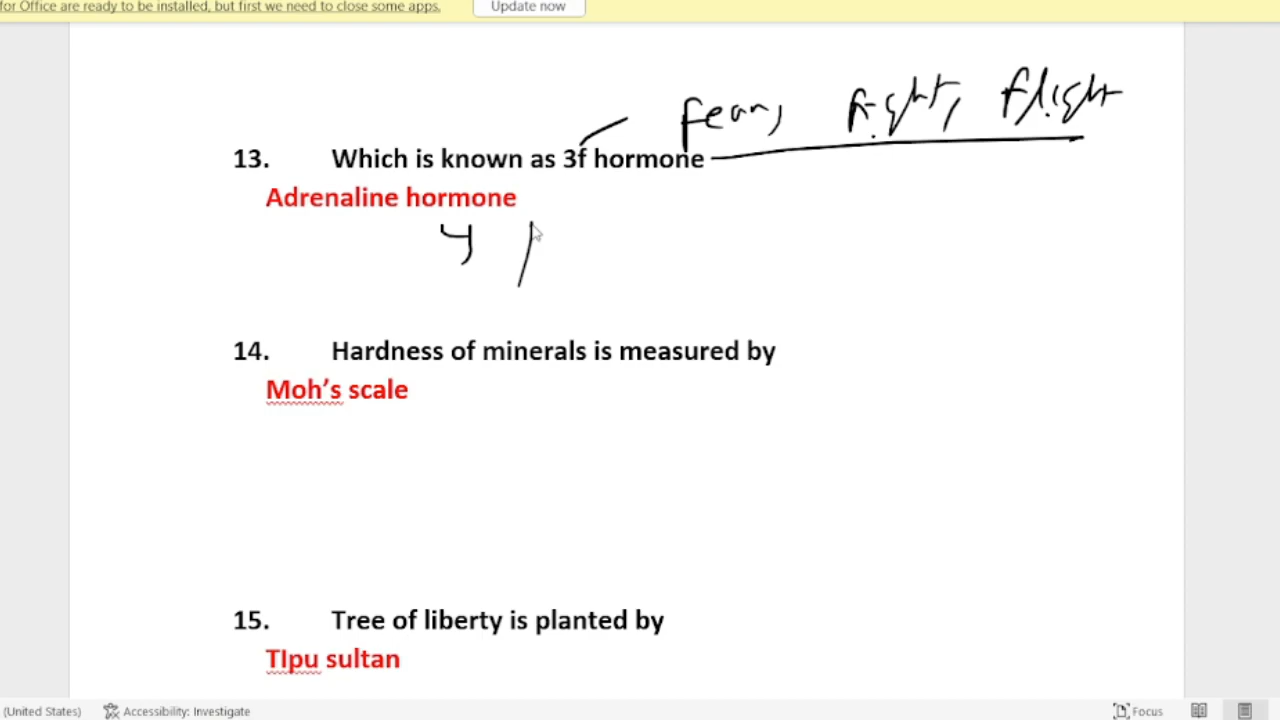 for Office are ready to be installed, but first we need to close some apps. Update now
fear, fight, flight
13. Which is known as 3f hormone
Adrenaline hormone
4
14. Hardness of minerals is measured by
Moh’s scale
15. Tree of liberty is planted by
TIpu sultan
(United States) Accessibility: Investigate Focus